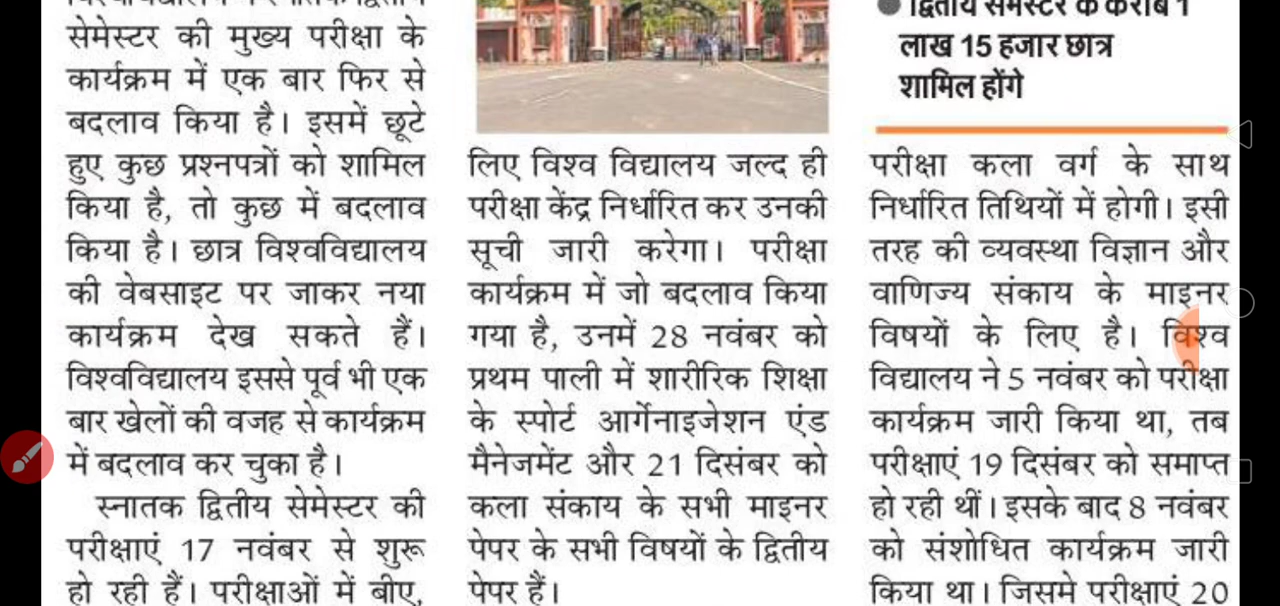 सेमेस्टर की मुख्य परीक्षा के
कार्यक्रम में एक बार फिर से
बदलाव किया है। इसमें छूटे
हुए कुछ प्रश्नपत्रों को शामिल
किया है, तो कुछ में बदलाव
किया है। छात्र विश्वविद्यालय
की वेबसाइट पर जाकर नया
कार्यक्रम देख सकते हैं।
विश्वविद्यालय इससे पूर्व भी एक
बार खेलों की वजह से कार्यक्रम
में बदलाव कर चुका है।
स्नातक द्वितीय सेमेस्टर की
परीक्षाएं 17 नवंबर से शुरू
हो रही हैं। परीक्षाओं में बीए,
लिए विश्व विद्यालय जल्द ही
परीक्षा केंद्र निर्धारित कर उनकी
सूची जारी करेगा। परीक्षा
कार्यक्रम में जो बदलाव किया
गया है, उनमें 28 नवंबर को
प्रथम पाली में शारीरिक शिक्षा
के स्पोर्ट आर्गेनाइजेशन एंड
मैनेजमेंट और 21 दिसंबर को
कला संकाय के सभी माइनर
पेपर के सभी विषयों के द्वितीय
पेपर हैं।
द्वितीय सेमेस्टर के करीब 1
लाख 15 हजार छात्र
शामिल होंगे
परीक्षा कला वर्ग के साथ
निर्धारित तिथियों में होगी। इसी
तरह की व्यवस्था विज्ञान और
वाणिज्य संकाय के माइनर
विषयों के लिए है। विश्व
विद्यालय ने 5 नवंबर को परीक्षा
कार्यक्रम जारी किया था, तब
परीक्षाएं 19 दिसंबर को समाप्त
हो रही थीं। इसके बाद 8 नवंबर
को संशोधित कार्यक्रम जारी
किया था। जिसमे परीक्षाएं 20